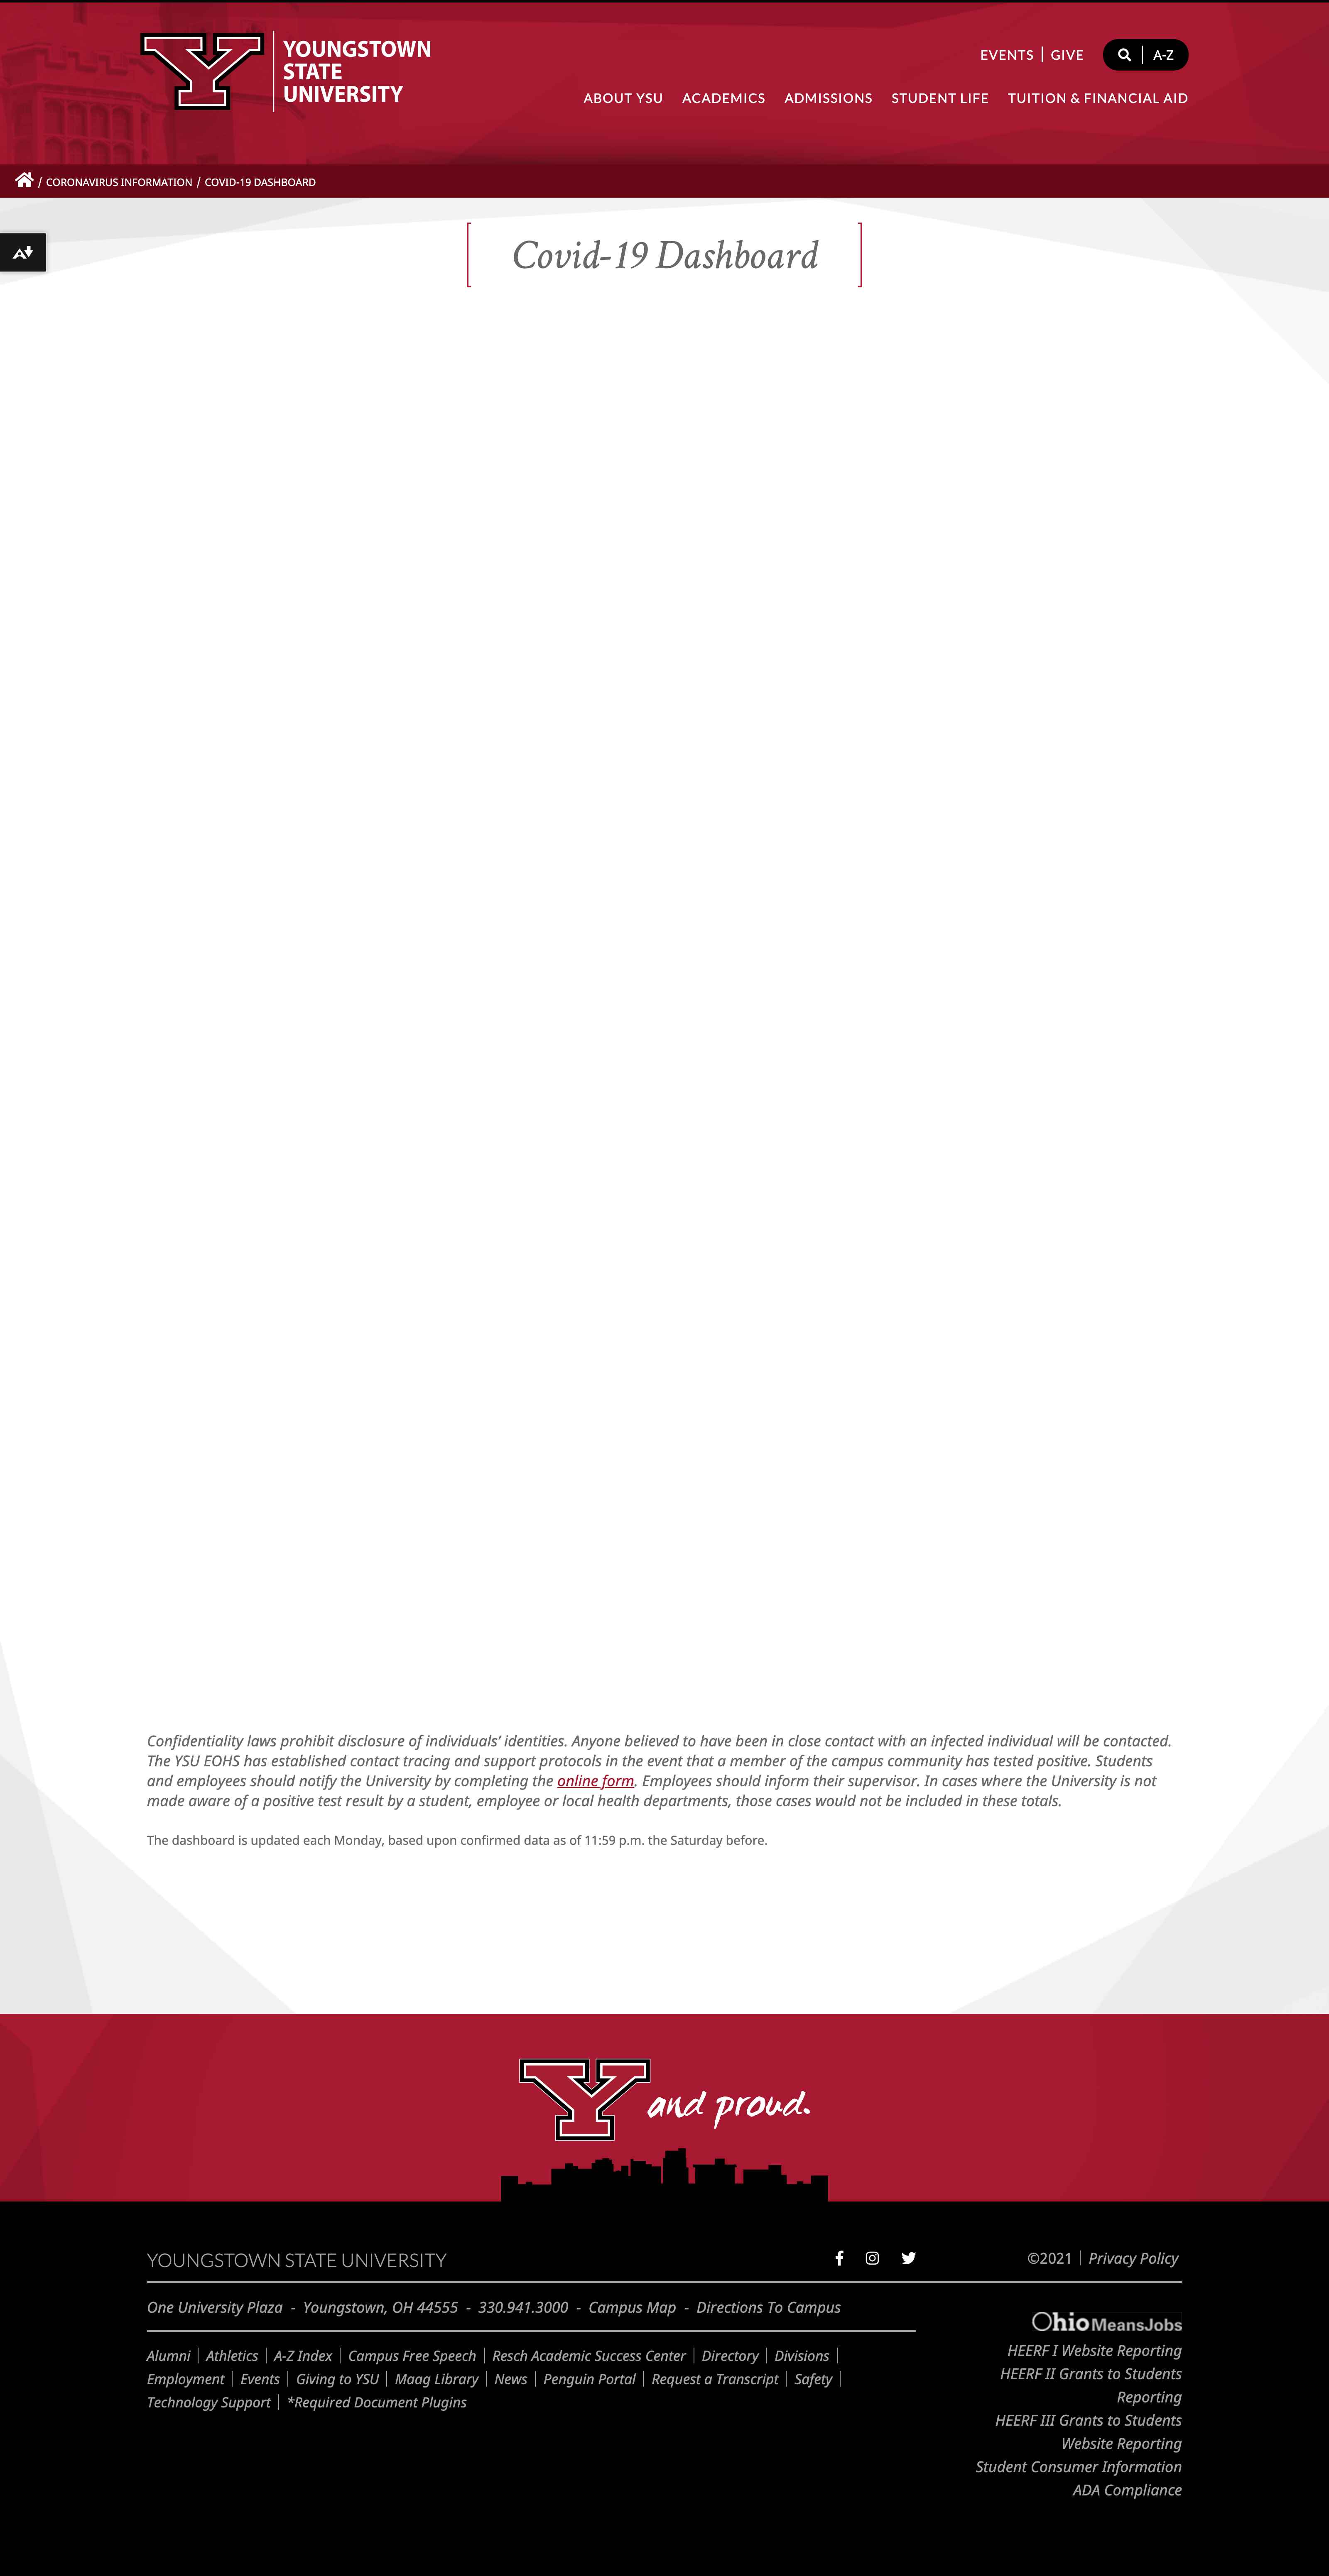 YOUNGSTOWN
STATE
UNIVERSITY
EVENTS | GIVE
A-Z
ABOUT YSU ACADEMICS ADMISSIONS STUDENT LIFE TUITION & FINANCIAL AID
/ CORONAVIRUS INFORMATION / COVID-19 DASHBOARD
Covid-19 Dashboard
Confidentiality laws prohibit disclosure of individuals’ identities. Anyone believed to have been in close contact with an infected individual will be contacted.
The YSU EOHS has established contact tracing and support protocols in the event that a member of the campus community has tested positive. Students
and employees should notify the University by completing the online form. Employees should inform their supervisor. In cases where the University is not
made aware of a positive test result by a student, employee or local health departments, those cases would not be included in these totals.
The dashboard is updated each Monday, based upon confirmed data as of 11:59 p.m. the Saturday before.
Y and proud.
YOUNGSTOWN STATE UNIVERSITY
©2021 | Privacy Policy
One University Plaza - Youngstown, OH 44555 - 330.941.3000 - Campus Map - Directions To Campus
Alumni | Athletics | A-Z Index | Campus Free Speech | Resch Academic Success Center | Directory | Divisions |
Employment | Events | Giving to YSU | Maag Library | News | Penguin Portal | Request a Transcript | Safety |
Technology Support | *Required Document Plugins
OhioMeansJobs
HEERF I Website Reporting
HEERF II Grants to Students
Reporting
HEERF III Grants to Students
Website Reporting
Student Consumer Information
ADA Compliance